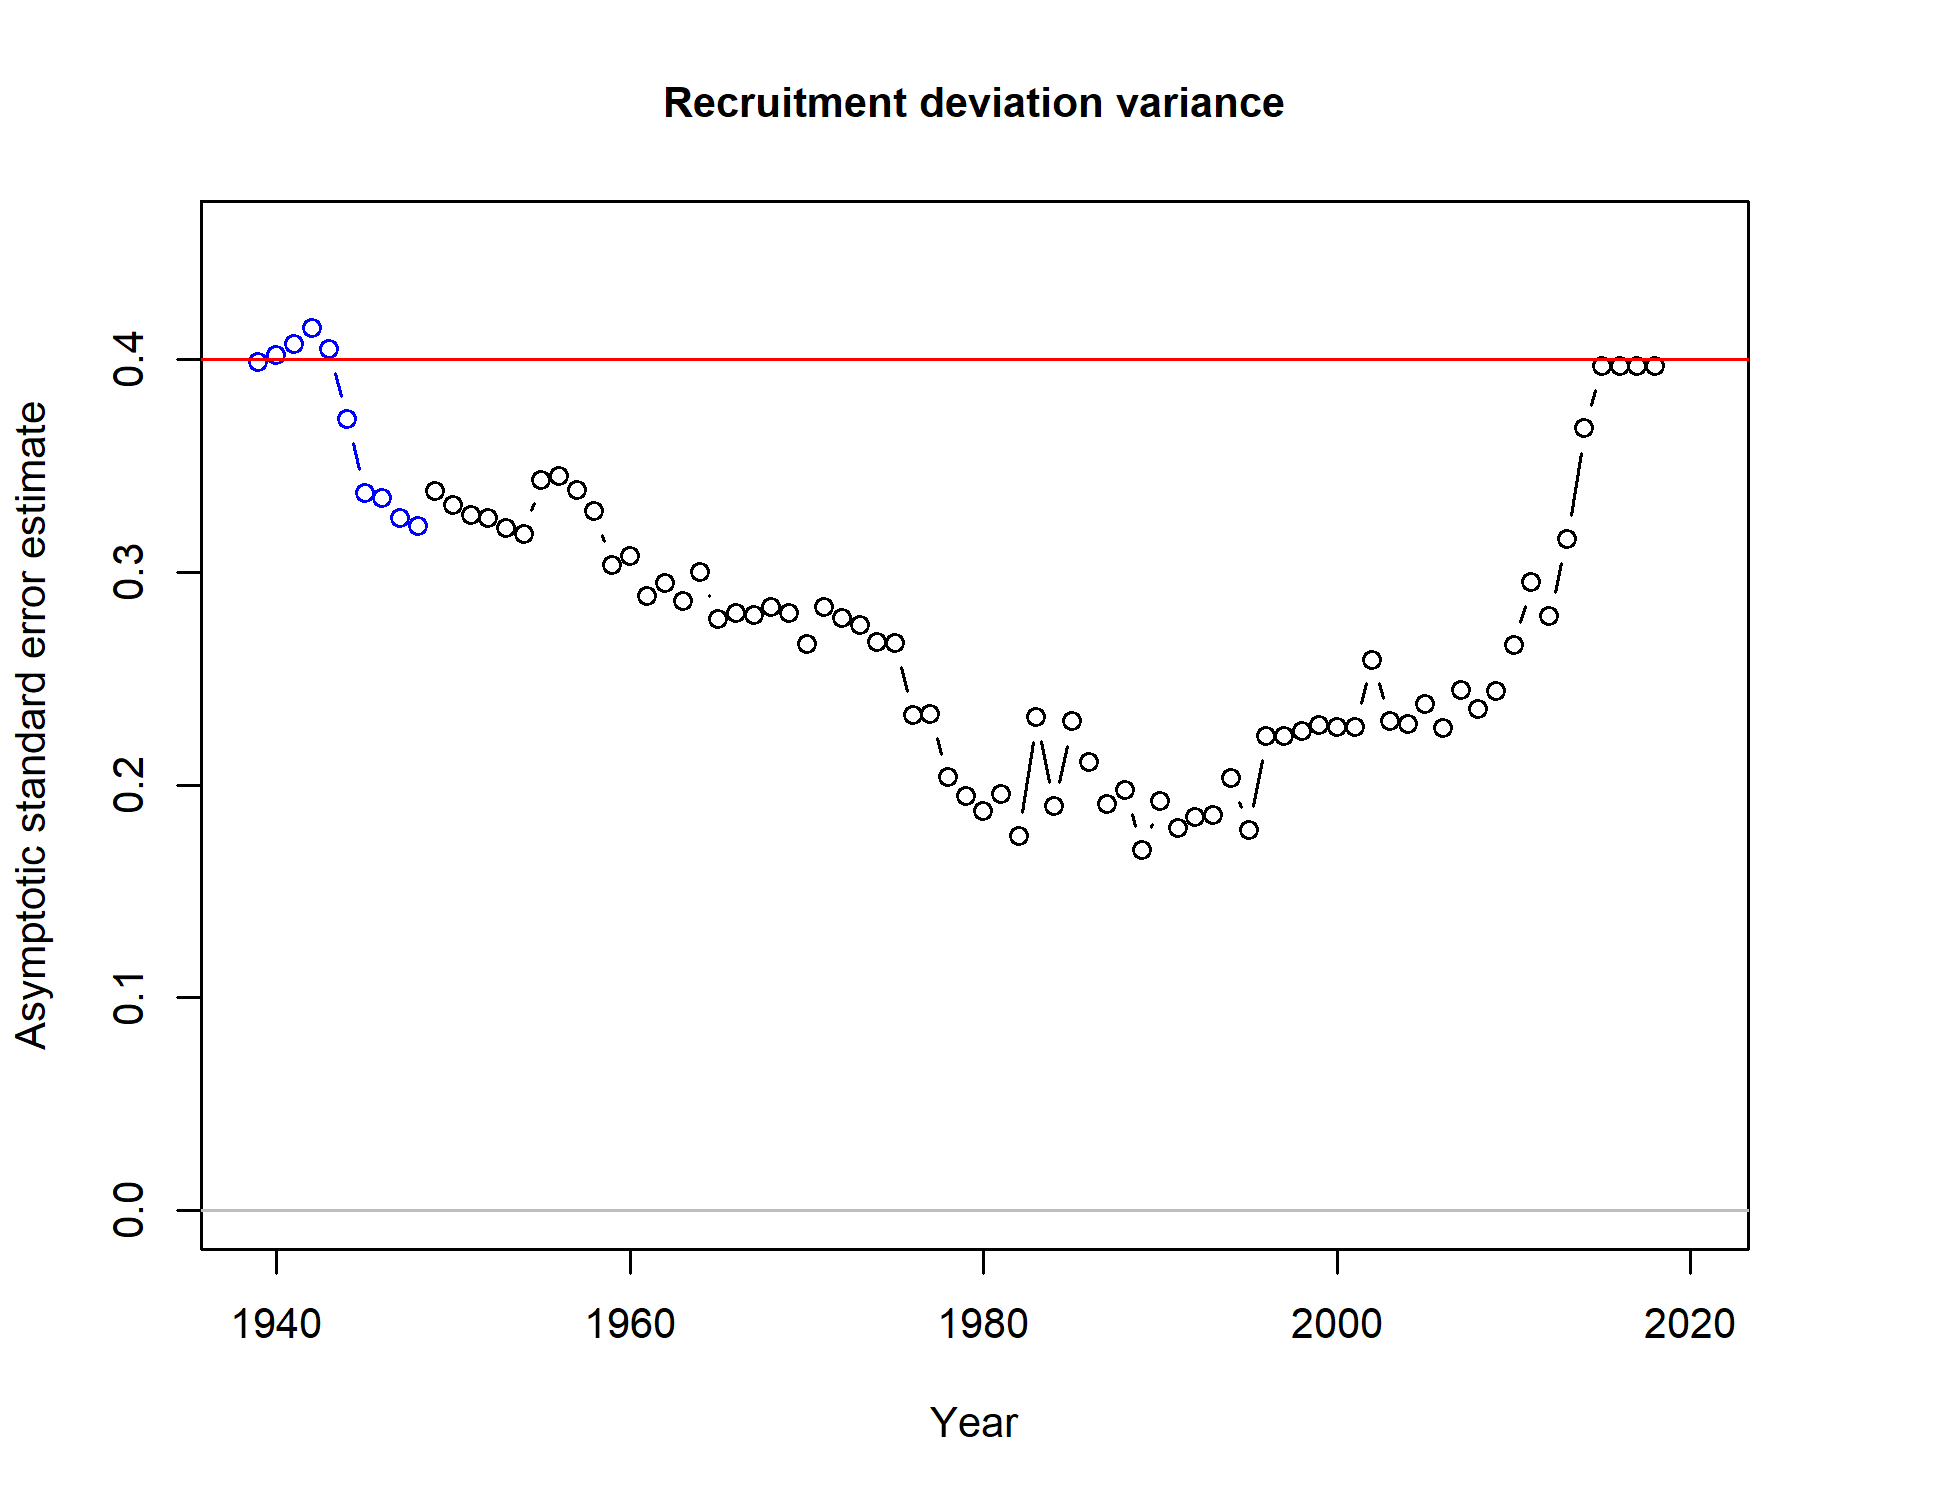 Recruitment deviation variance
Asymptotic standard error estimate
0.4
0.3
0.2
0.1
0.0
1940 1960 1980 2000 2020
Year